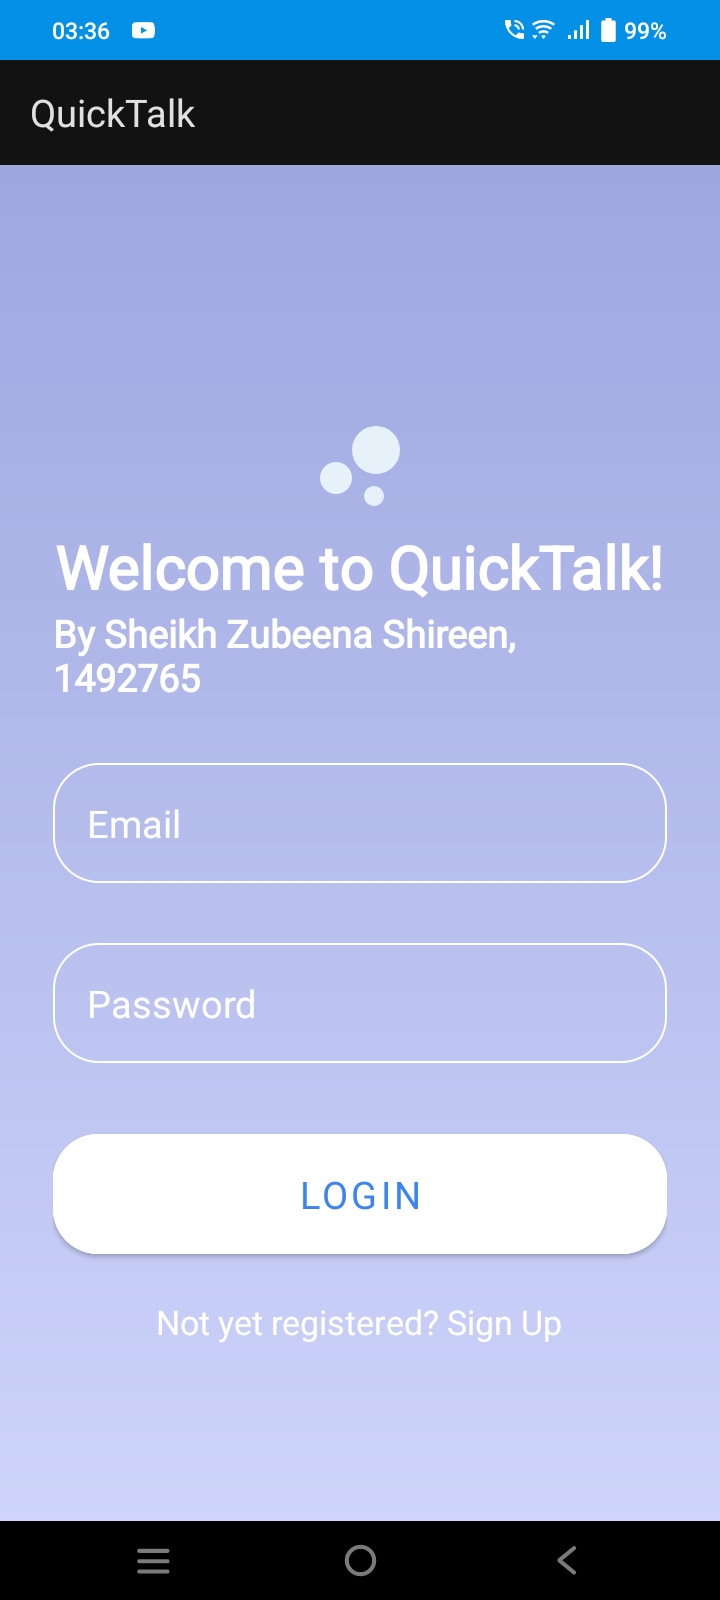 03:36
99%
QuickTalk
Welcome to QuickTalk!
By Sheikh Zubeena Shireen,
1492765
Email
Password
LOGIN
Not yet registered? Sign Up